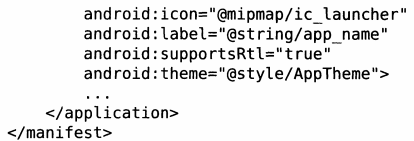 android:icon="@mipmap/ic_launcher"
        android:label="@string/app_name"
        android:supportsRtl="true"
        android:theme="@style/AppTheme">
        ...
    </application>
</manifest>